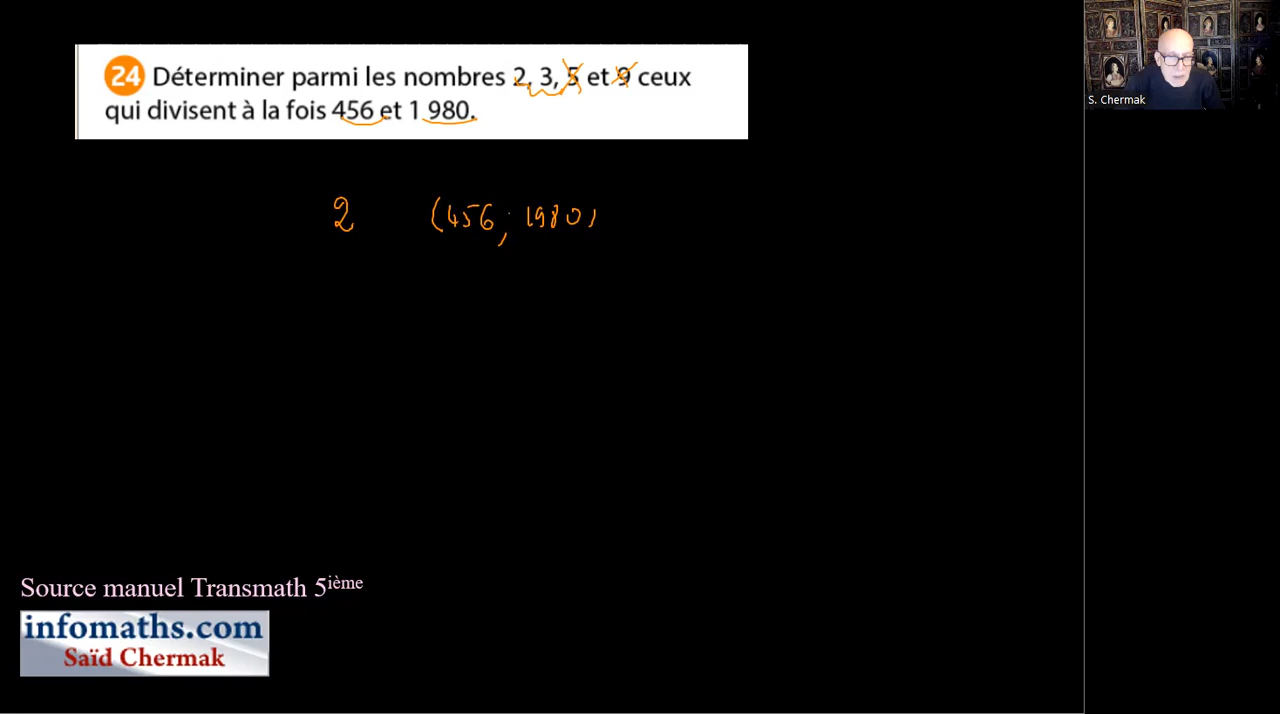 24 Déterminer parmi les nombres 2, 3, 5 et 9 ceux
qui divisent à la fois 456 et 1 980.
S. Chermak
2 (456 ; 1980)
Source manuel Transmath 5ième
infomaths.com
Saïd Chermak